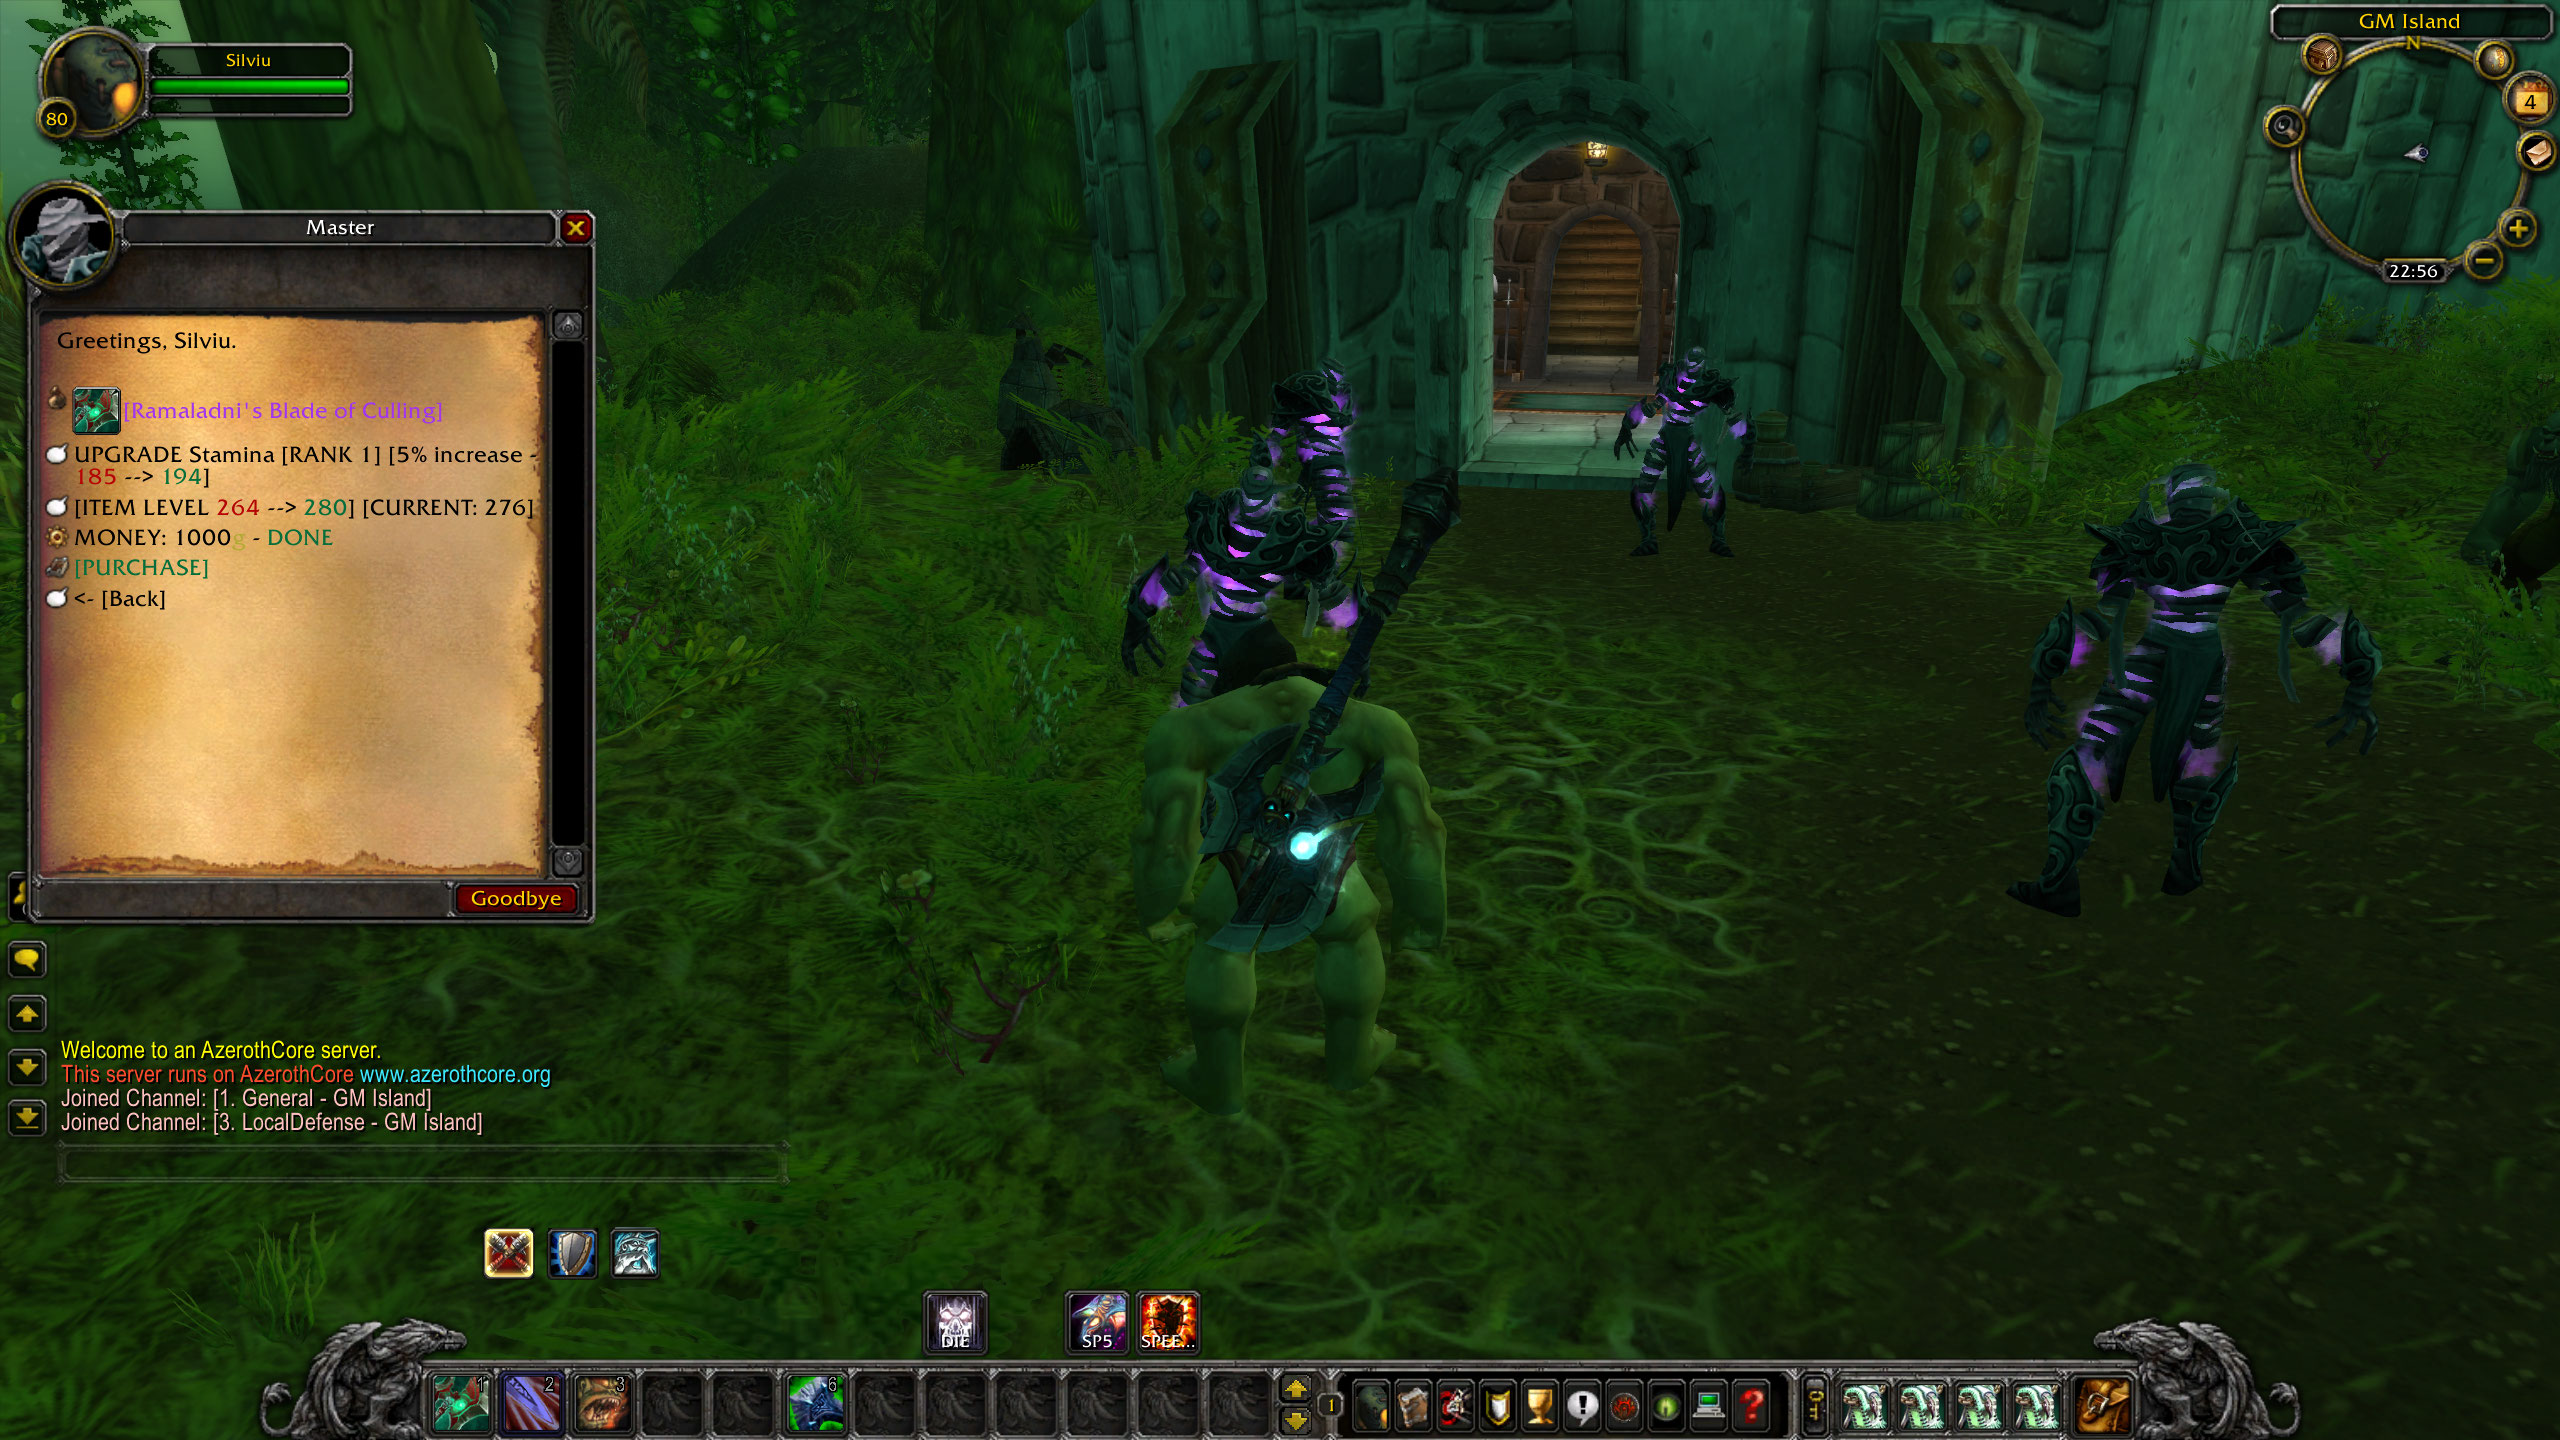 Silviu
80
GM Island
N
4
22:56
Master
Greetings, Silviu.
[Ramaladni's Blade of Culling]
UPGRADE Stamina [RANK 1] [5% increase -
185 --> 194]
[ITEM LEVEL 264 --> 280] [CURRENT: 276]
MONEY: 1000g - DONE
[PURCHASE]
<- [Back]
Goodbye
Welcome to an AzerothCore server.
This server runs on AzerothCore www.azerothcore.org
Joined Channel: [1. General - GM Island]
Joined Channel: [3. LocalDefense - GM Island]
DIE
SP5
SPEE...
1
2
3
6
1